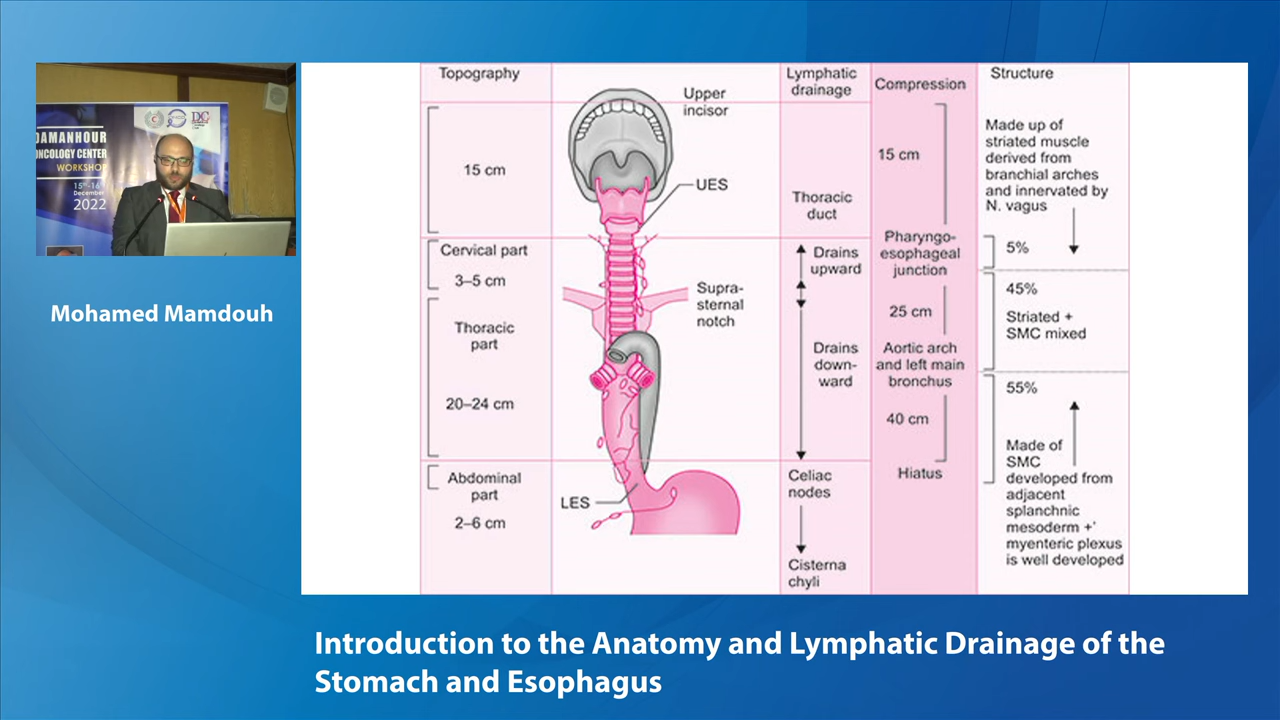 DAMANHOUR
ONCOLOGY CENTER
WORKSHOP
15th-16
December
2022
DC
Mohamed Mamdouh
Topography
15 cm
Cervical part
3–5 cm
Thoracic
part
20–24 cm
Abdominal
part
2–6 cm
Upper
incisor
UES
Supra-
sternal
notch
LES
Lymphatic
drainage
Thoracic
duct
Drains
upward
Drains
down-
ward
Celiac
nodes
Cisterna
chyli
Compression
15 cm
Pharyngo-
esophageal
junction
25 cm
Aortic arch
and left main
bronchus
40 cm
Hiatus
Structure
Made up of
striated muscle
derived from
branchial arches
and innervated by
N. vagus
5%
45%
Striated +
SMC mixed
55%
Made of
SMC
developed from
adjacent
splanchnic
mesoderm +'
myenteric plexus
is well developed
Introduction to the Anatomy and Lymphatic Drainage of the
Stomach and Esophagus